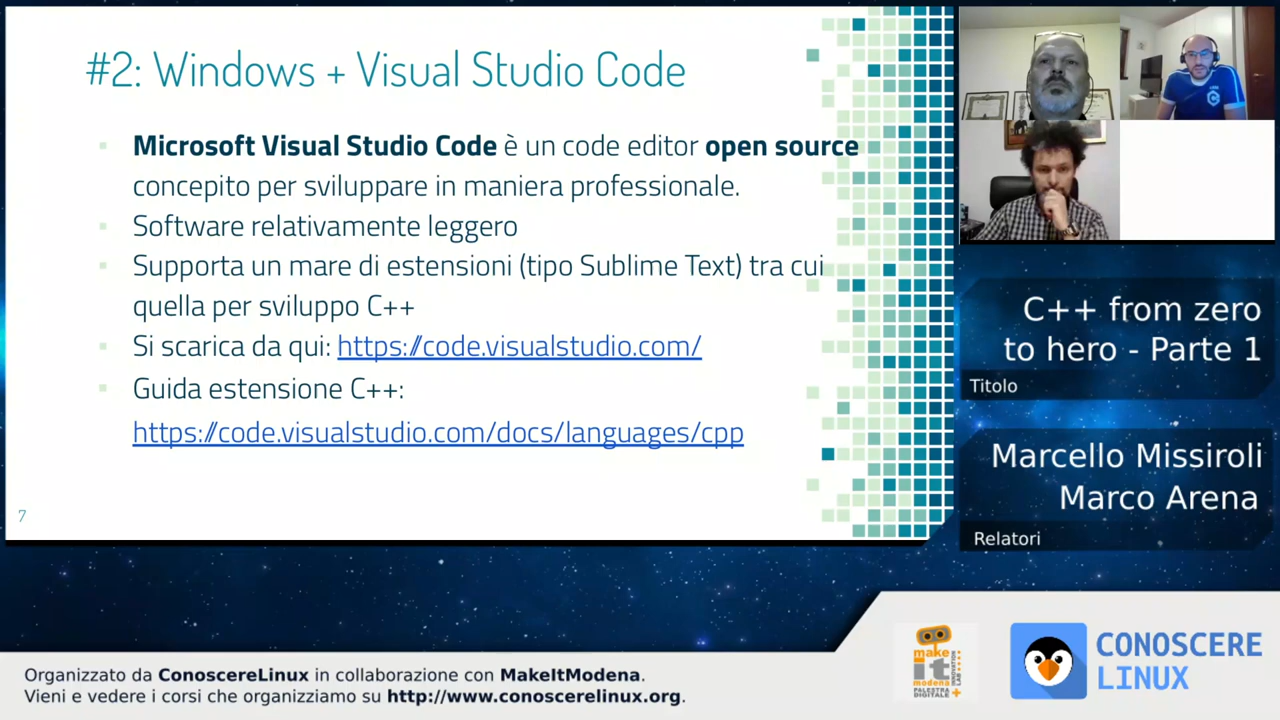 #2: Windows + Visual Studio Code
Microsoft Visual Studio Code è un code editor open source
concepito per sviluppare in maniera professionale.
Software relativamente leggero
Supporta un mare di estensioni (tipo Sublime Text) tra cui
quella per sviluppo C++
Si scarica da qui: https://code.visualstudio.com/
Guida estensione C++:
https://code.visualstudio.com/docs/languages/cpp
7
C++ from zero
to hero - Parte 1
Titolo
Marcello Missiroli
Marco Arena
Relatori
make
it
modena
PALESTRA
DIGITALE
INNOVATION
LAB
CONOSCERE
LINUX
Organizzato da ConoscereLinux in collaborazione con MakeItModena.
Vieni e vedere i corsi che organizziamo su http://www.conoscerelinux.org.